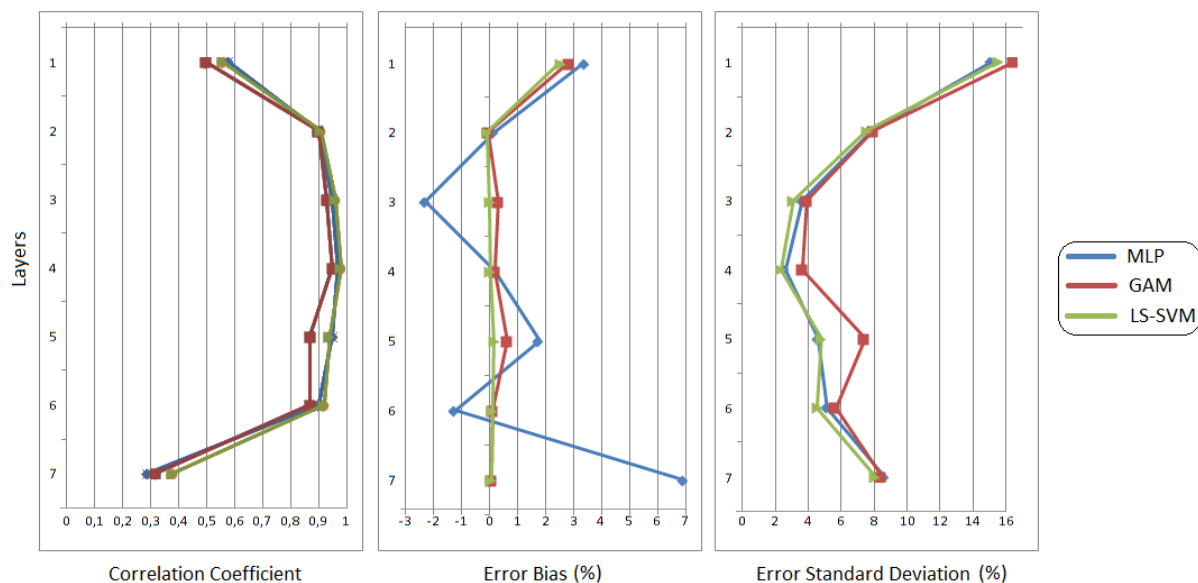 Layers
1
2
3
4
5
6
7
0 0,1 0,2 0,3 0,4 0,5 0,6 0,7 0,8 0,9 1
Correlation Coefficient
1
2
3
4
5
6
7
-3 -2 -1 0 1 2 3 4 5 6 7
Error Bias (%)
1
2
3
4
5
6
7
0 2 4 6 8 10 12 14 16
Error Standard Deviation (%)
MLP
GAM
LS-SVM